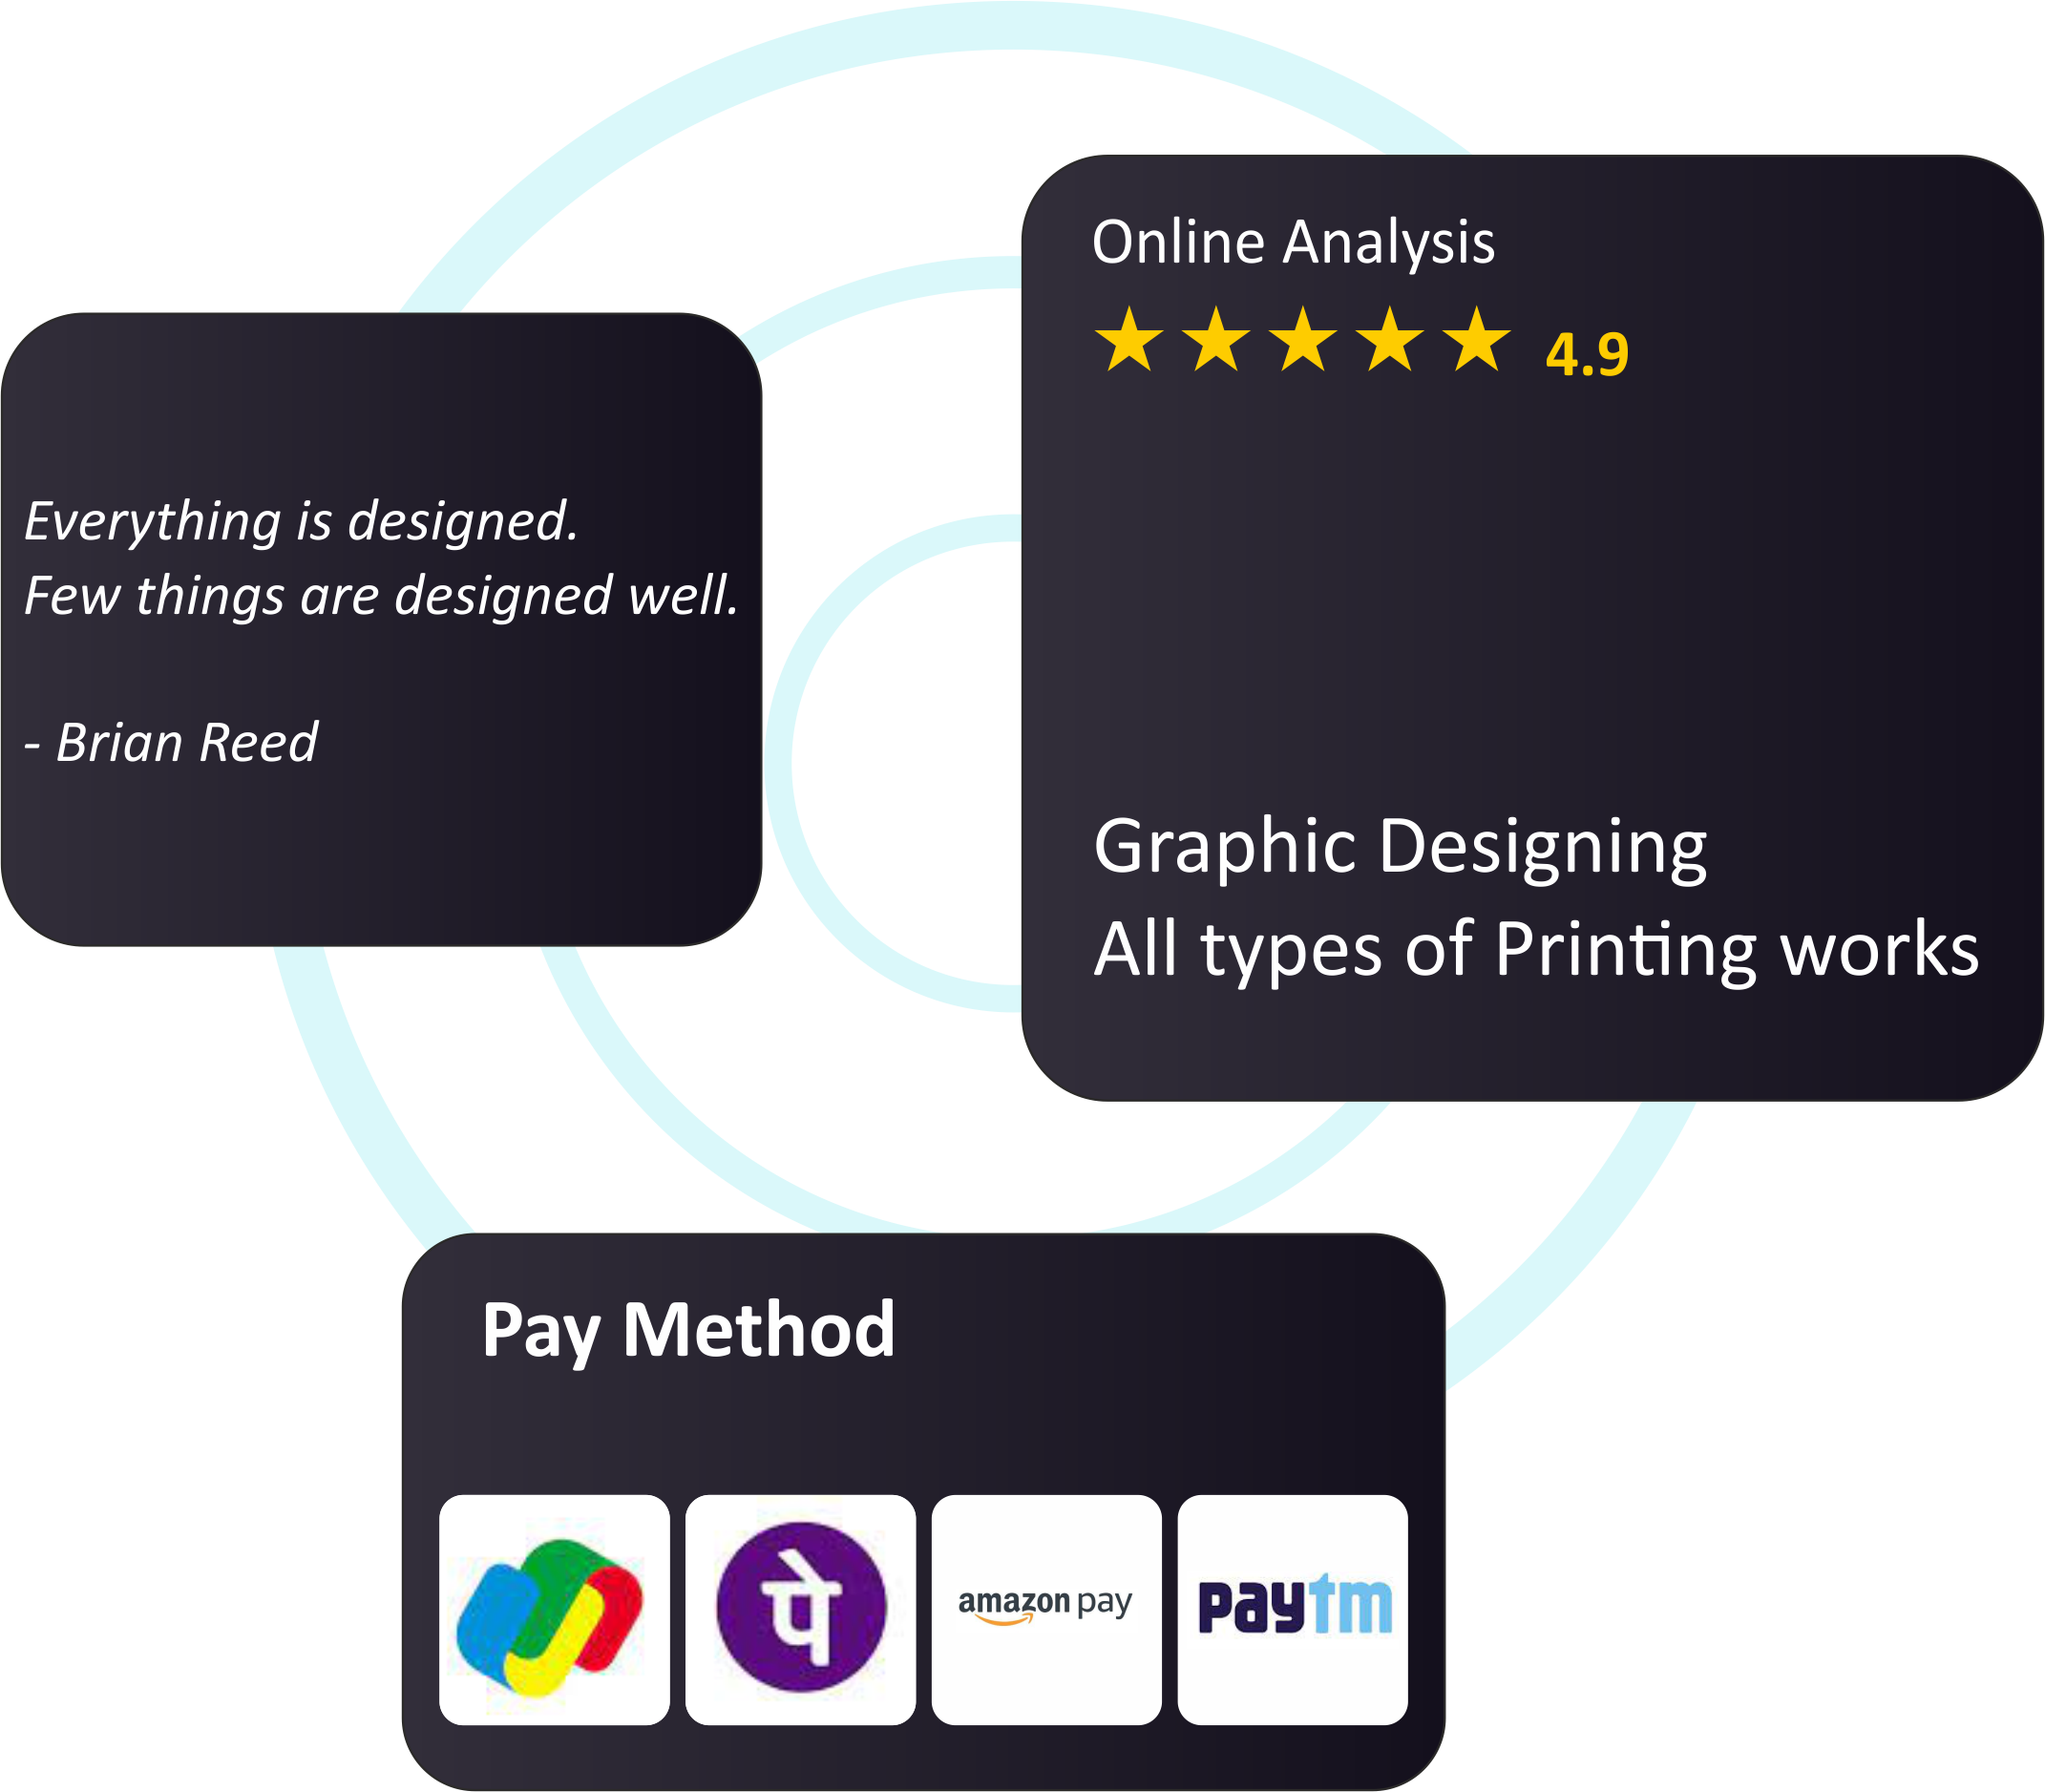 Online Analysis
4.9
Everything is designed.
Few things are designed well.
- Brian Reed
Graphic Designing
All types of Printing works
Pay Method
पे
amazon pay
paytm